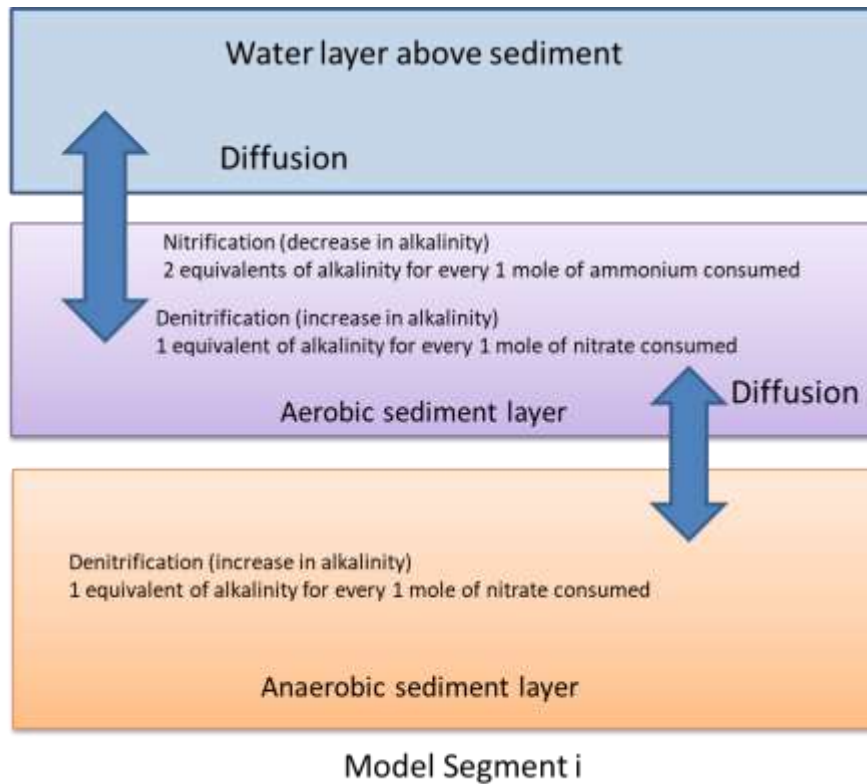 Water layer above sediment
Diffusion
Nitrification (decrease in alkalinity)
2 equivalents of alkalinity for every 1 mole of ammonium consumed
Denitrification (increase in alkalinity)
1 equivalent of alkalinity for every 1 mole of nitrate consumed
Diffusion
Aerobic sediment layer
Denitrification (increase in alkalinity)
1 equivalent of alkalinity for every 1 mole of nitrate consumed
Anaerobic sediment layer
Model Segment i